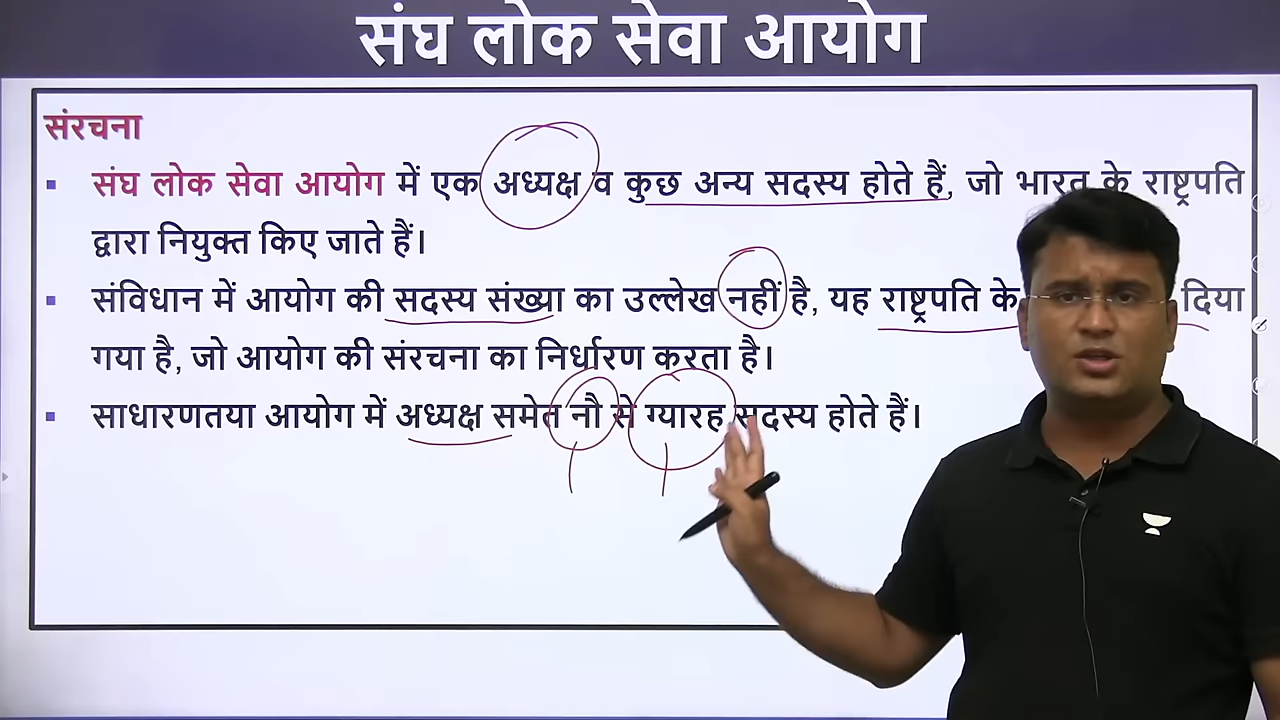 संघ लोक सेवा आयोग
संरचना
संघ लोक सेवा आयोग में एक अध्यक्ष व कुछ अन्य सदस्य होते हैं, जो भारत के राष्ट्रपति
द्वारा नियुक्त किए जाते हैं।
संविधान में आयोग की सदस्य संख्या का उल्लेख नहीं है, यह राष्ट्रपति के दिया
गया है, जो आयोग की संरचना का निर्धारण करता है।
साधारणतया आयोग में अध्यक्ष समेत नौ से ग्यारह सदस्य होते हैं।